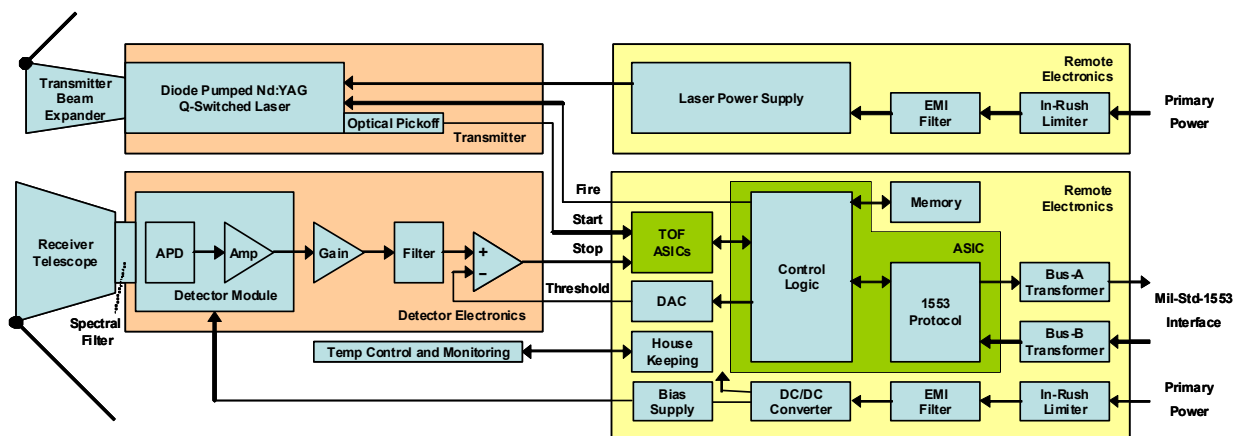 Transmitter
Beam
Expander
Diode Pumped Nd:YAG
Q-Switched Laser
Optical Pickoff
Transmitter
Laser Power Supply
EMI
Filter
In-Rush
Limiter
Remote
Electronics
Primary
Power
Receiver
Telescope
Spectral
Filter
APD
Amp
Detector Module
Gain
Filter
+
−
Detector Electronics
Fire
Start
Stop
Threshold
TOF
ASICs
DAC
House
Keeping
Temp Control and Monitoring
Bias
Supply
Control
Logic
Memory
ASIC
1553
Protocol
Remote
Electronics
Bus-A
Transformer
Bus-B
Transformer
Mil-Std-1553
Interface
DC/DC
Converter
EMI
Filter
In-Rush
Limiter
Primary
Power